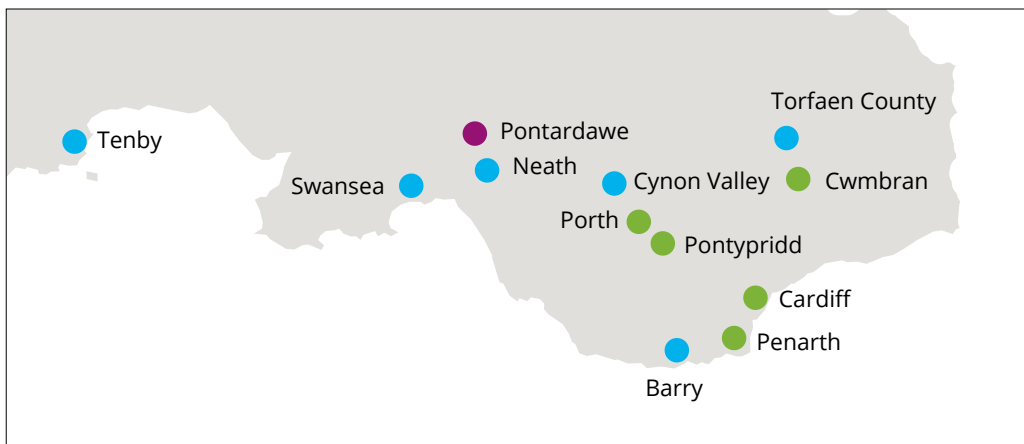 Torfaen County
Pontardawe
Tenby
Neath
Cynon Valley
Cwmbran
Swansea
Porth
Pontypridd
Cardiff
Penarth
Barry